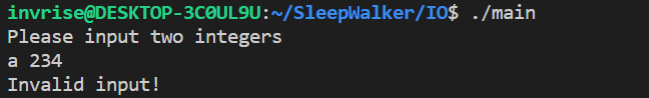 invrise@DESKTOP-3C0UL9U:~/SleepWalker/IO$ ./main
Please input two integers
a 234
Invalid input!